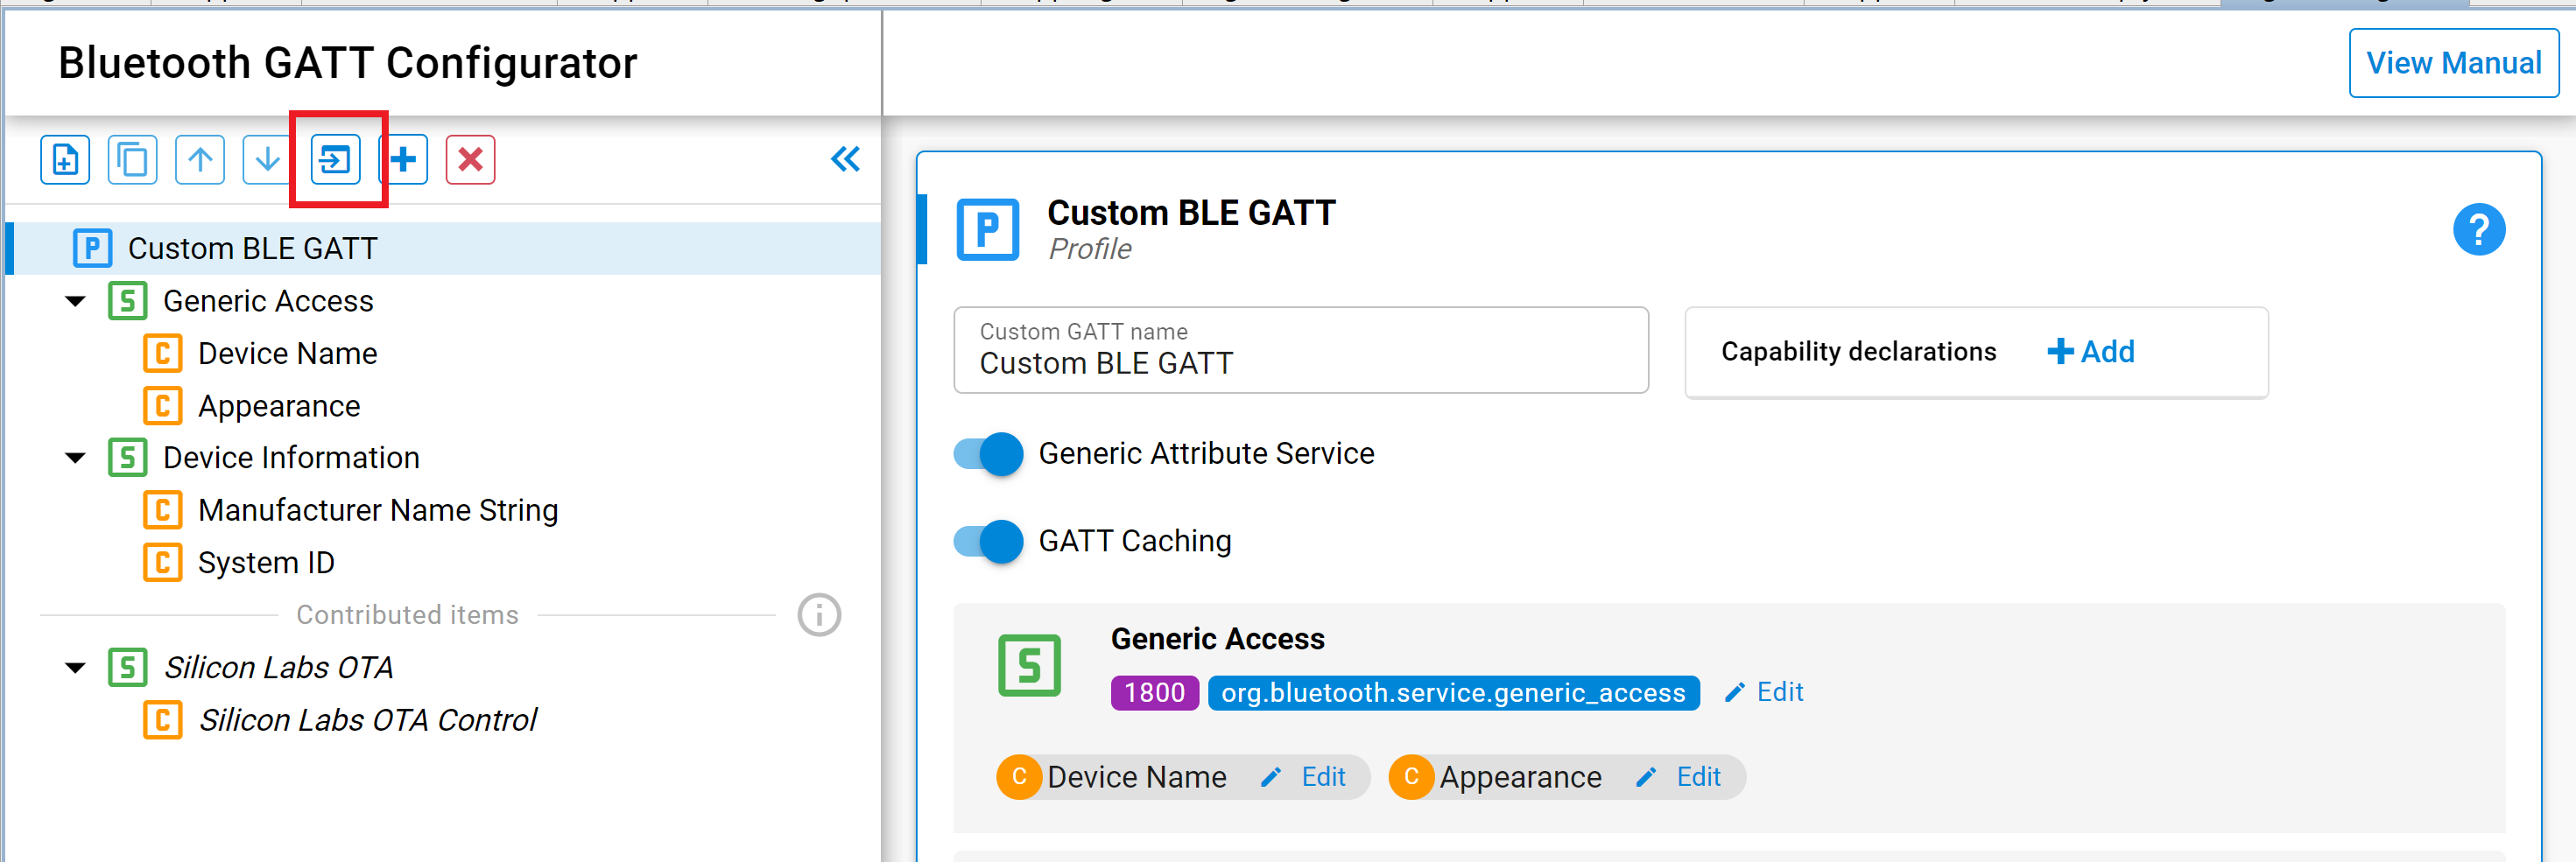 Bluetooth GATT Configurator
View Manual
P Custom BLE GATT
S Generic Access
C Device Name
C Appearance
S Device Information
C Manufacturer Name String
C System ID
Contributed items
S Silicon Labs OTA
C Silicon Labs OTA Control
P Custom BLE GATT
Profile
?
Custom GATT name
Custom BLE GATT
Capability declarations + Add
Generic Attribute Service
GATT Caching
S Generic Access
1800 org.bluetooth.service.generic_access Edit
C Device Name Edit C Appearance Edit